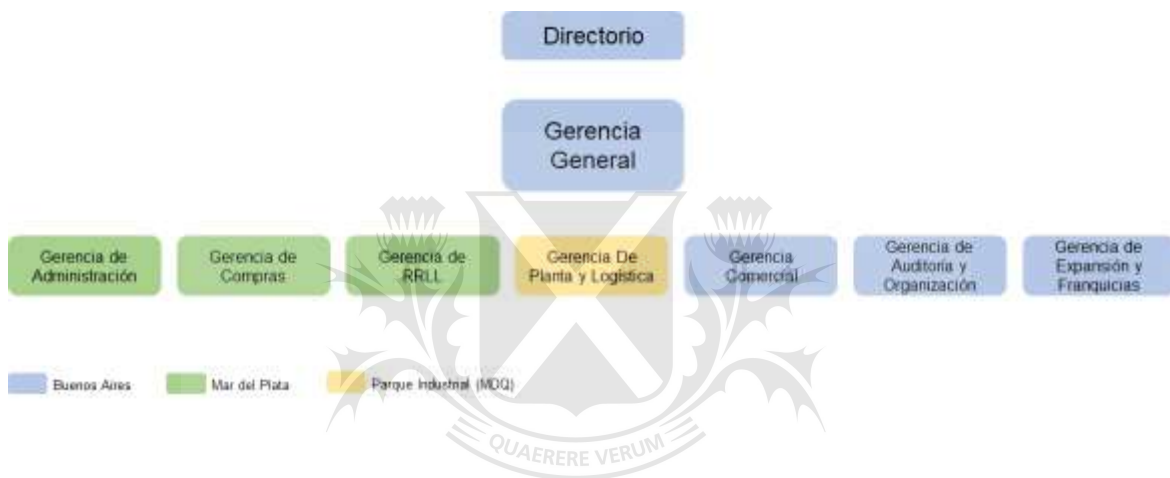 Directorio
Gerencia
General
Gerencia de
Administración
Gerencia de
Compras
Gerencia de
RRLL
Gerencia De
Planta y Logística
Gerencia
Comercial
Gerencia de
Auditoría y
Organización
Gerencia de
Expansión y
Franquicias
Buenos Aires
Mar del Plata
Parque Industrial (MDQ)
QUAERERE VERUM